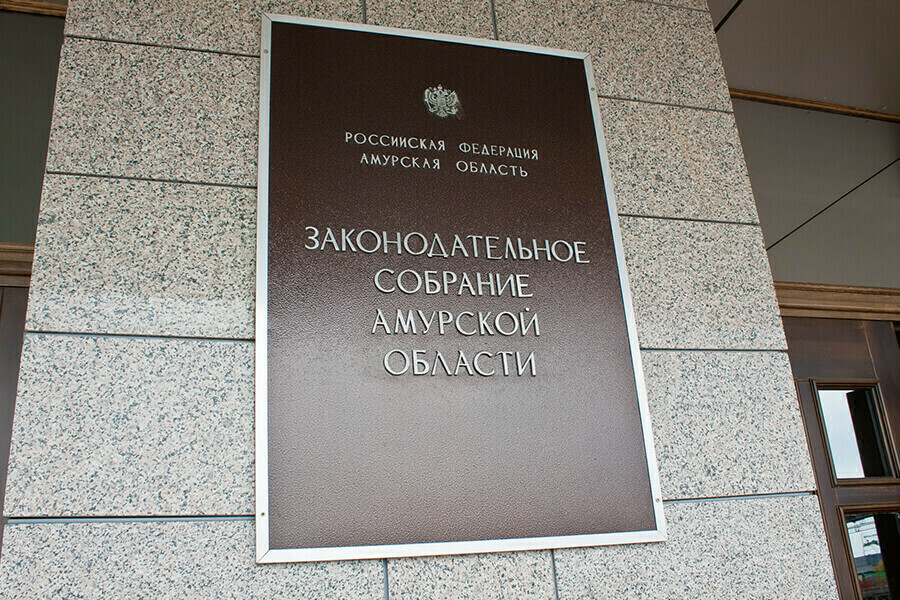 РОССИЙСКАЯ ФЕДЕРАЦИЯ
АМУРСКАЯ ОБЛАСТЬ
ЗАКОНОДАТЕЛЬНОЕ
СОБРАНИЕ
АМУРСКОЙ
ОБЛАСТИ